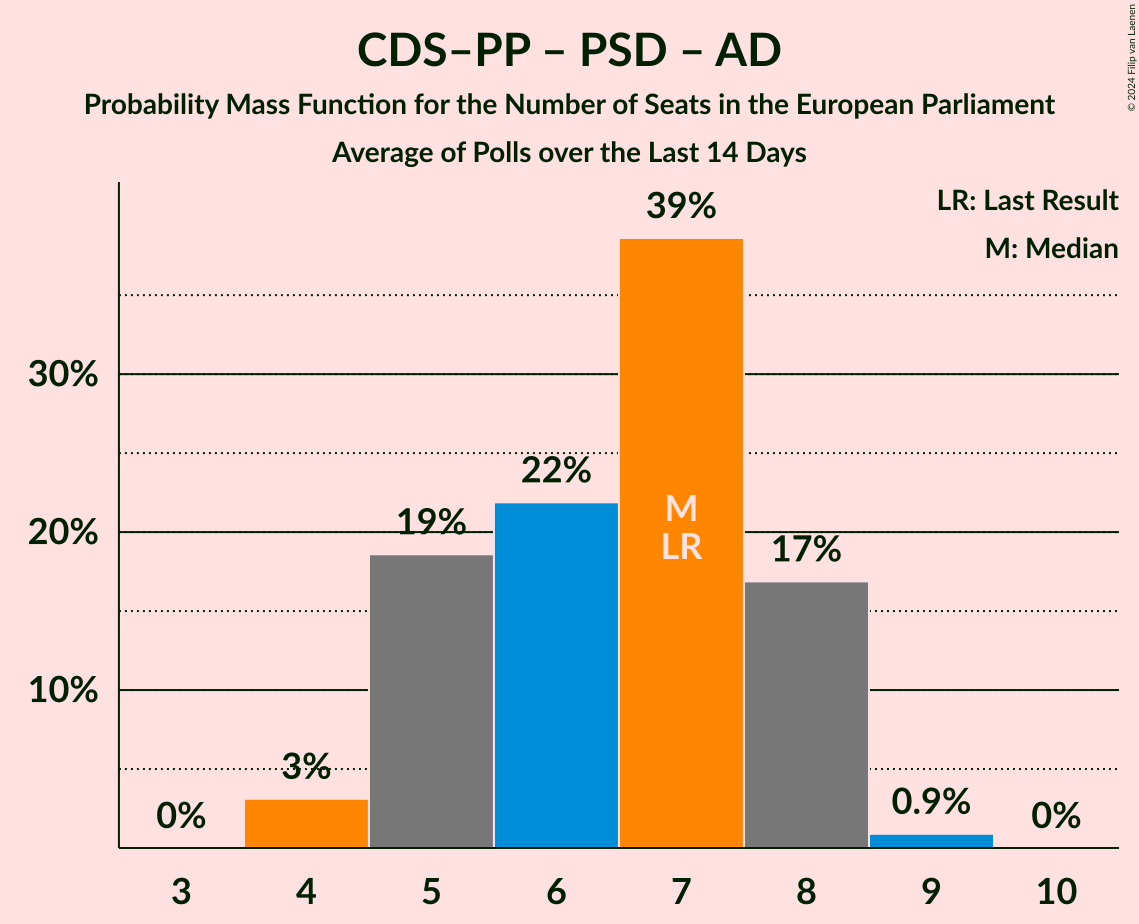 CDS–PP – PSD – AD
Probability Mass Function for the Number of Seats in the European Parliament
Average of Polls over the Last 14 Days
© 2024 Filip van Laenen
LR: Last Result
M: Median
39%
30%
22%
19%
M
LR
20%
17%
10%
3%
0%
0.9%
0%
3 4 5 6 7 8 9 10